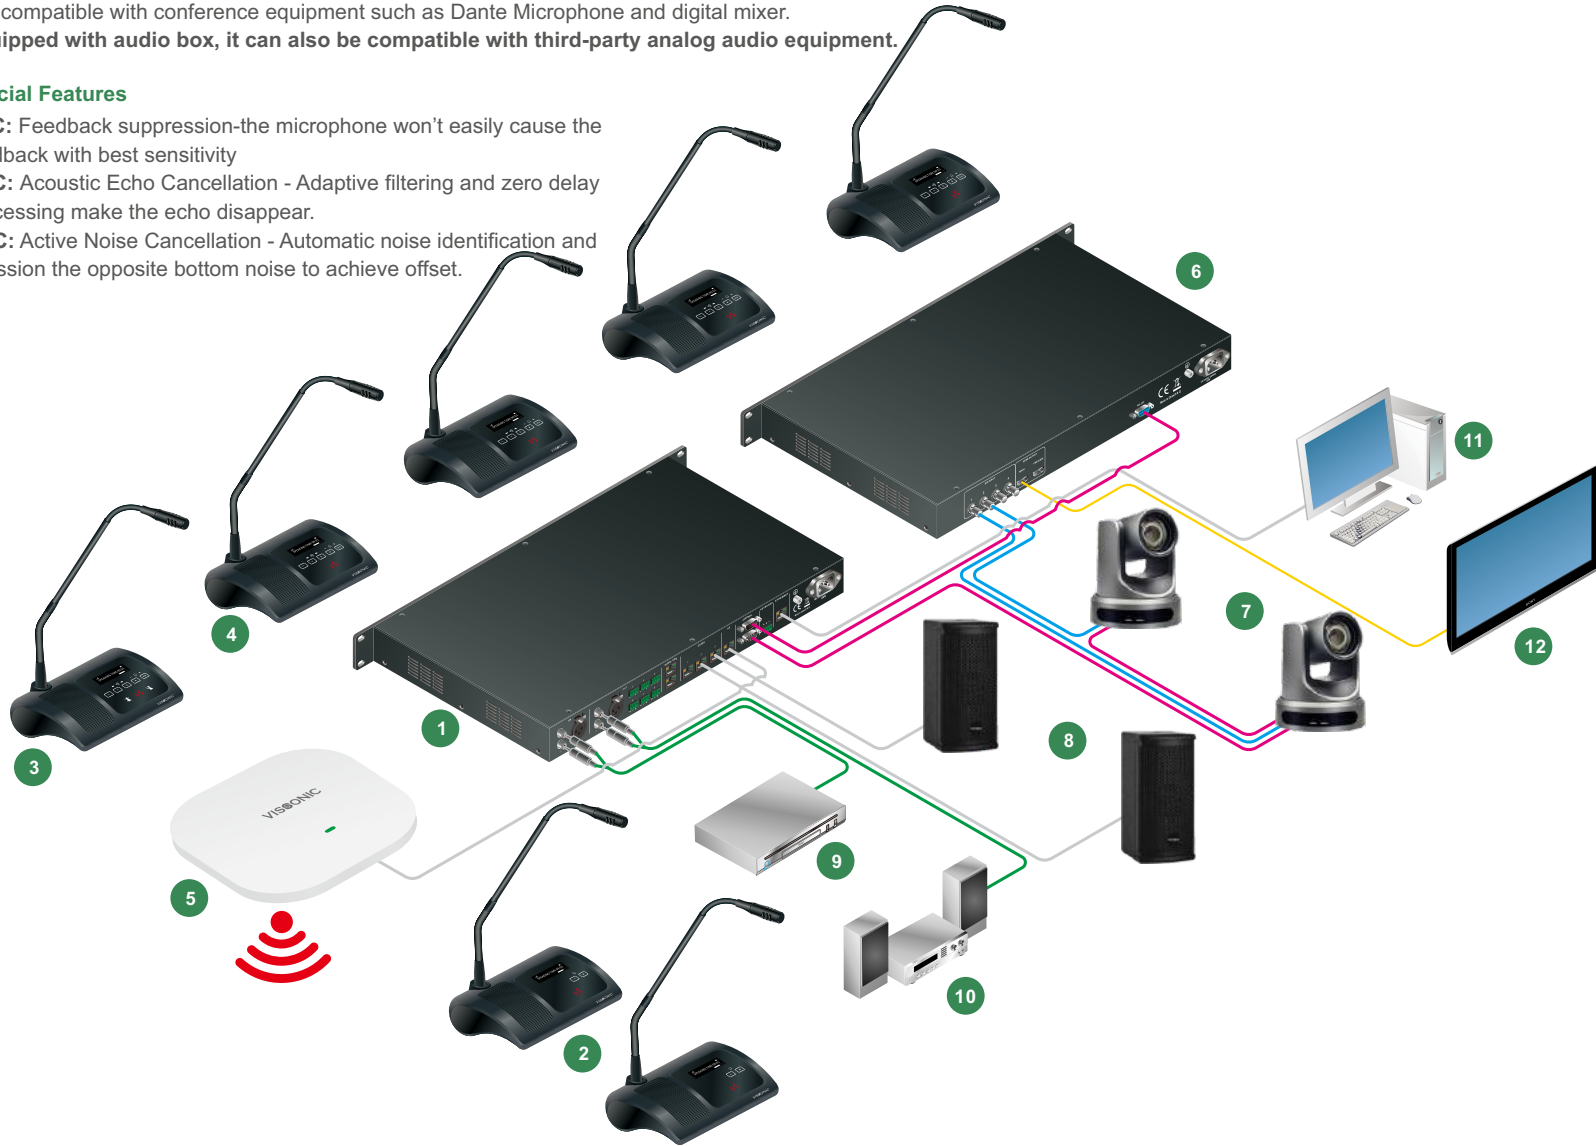 compatible with conference equipment such as Dante Microphone and digital mixer.
uipped with audio box, it can also be compatible with third-party analog audio equipment.
cial Features
C: Feedback suppression-the microphone won't easily cause the
dback with best sensitivity
C: Acoustic Echo Cancellation - Adaptive filtering and zero delay
cessing make the echo disappear.
C: Active Noise Cancellation - Automatic noise identification and
ssion the opposite bottom noise to achieve offset.
6
11
7
12
4
1
8
3
VISSONIC
9
5
10
2